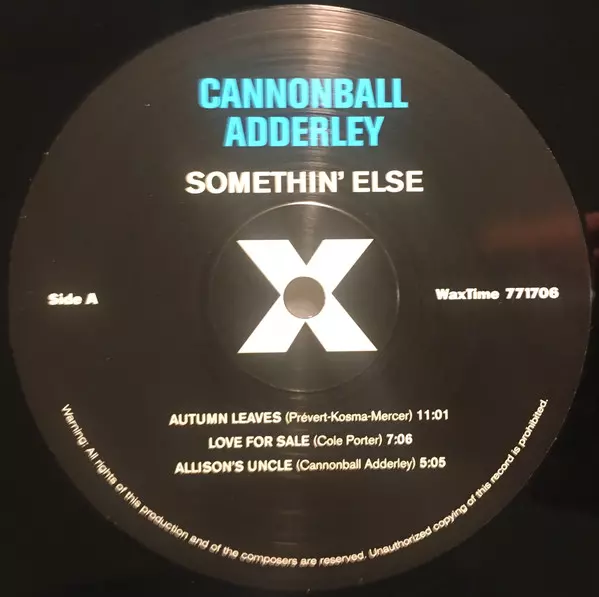 CANNONBALL
ADDERLEY
SOMETHIN' ELSE
X
Side A
WaxTime 771706
AUTUMN LEAVES (Prévert-Kosma-Mercer) 11:01
LOVE FOR SALE (Cole Porter) 7:06
ALLISON'S UNCLE (Cannonball Adderley) 5:05
Warning: All rights of this production and of the composers are reserved. Unauthorized copying of this record is prohibited.